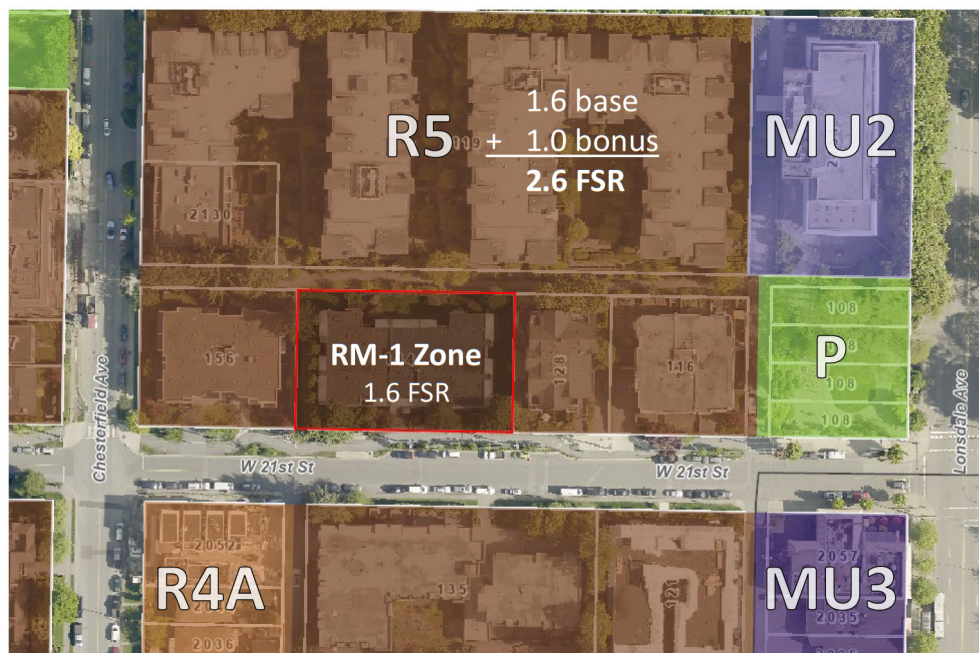 R5
1.6 base
+ 1.0 bonus
2.6 FSR
MU2
2130
156
RM-1 Zone
1.6 FSR
128
116
108
108
P
108
Chesterfield Ave
Lonsdale Ave
W 21st St
W 21st St
2052
R4A
2036
135
121
2057
MU3
2035